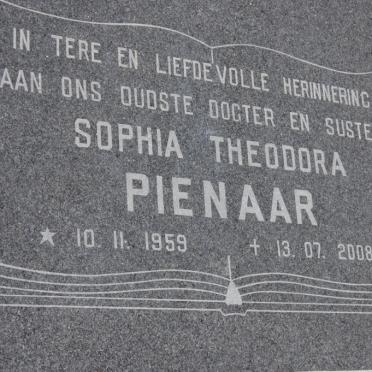 IN TERE EN LIEFDEVOLLE HERINNERING
AAN ONS OUDSTE DOGTER EN SUSTE
SOPHIA THEODORA
PIENAAR
★ 10.11.1959 ✝ 13.07.2008